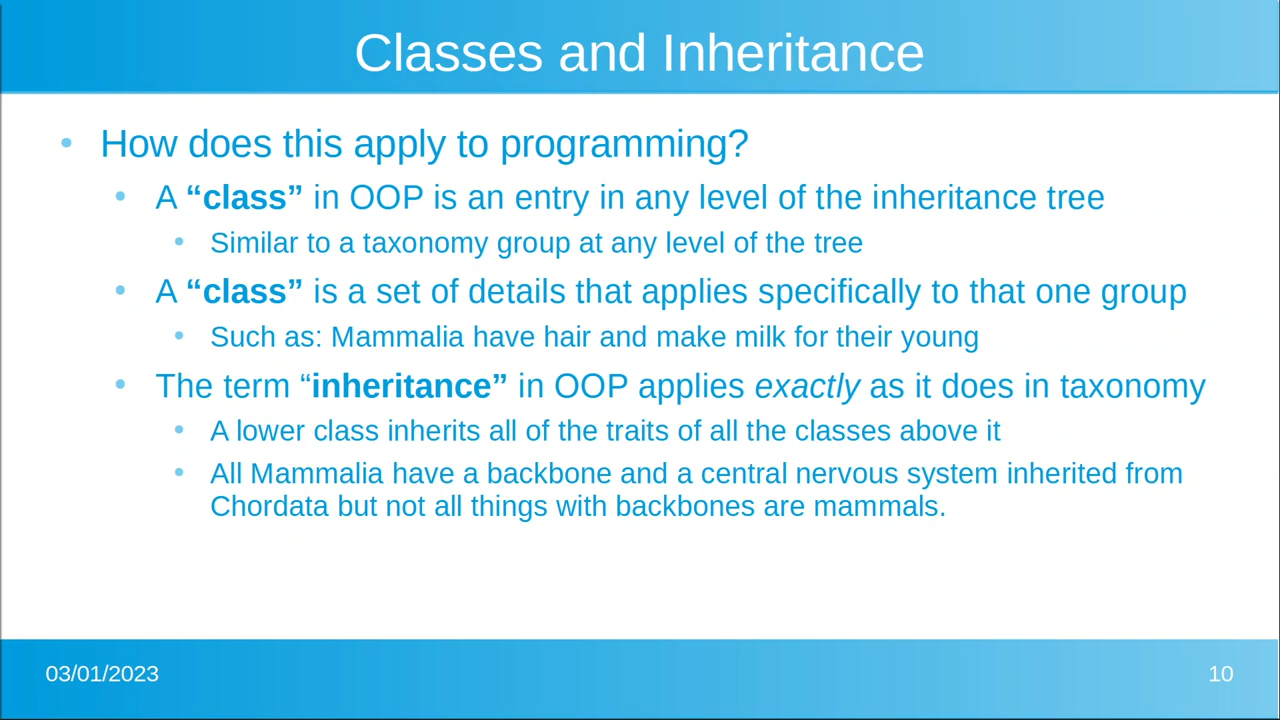 Classes and Inheritance
• How does this apply to programming?
• A “class” in OOP is an entry in any level of the inheritance tree
• Similar to a taxonomy group at any level of the tree
• A “class” is a set of details that applies specifically to that one group
• Such as: Mammalia have hair and make milk for their young
• The term “inheritance” in OOP applies exactly as it does in taxonomy
• A lower class inherits all of the traits of all the classes above it
• All Mammalia have a backbone and a central nervous system inherited from
Chordata but not all things with backbones are mammals.
03/01/2023
10